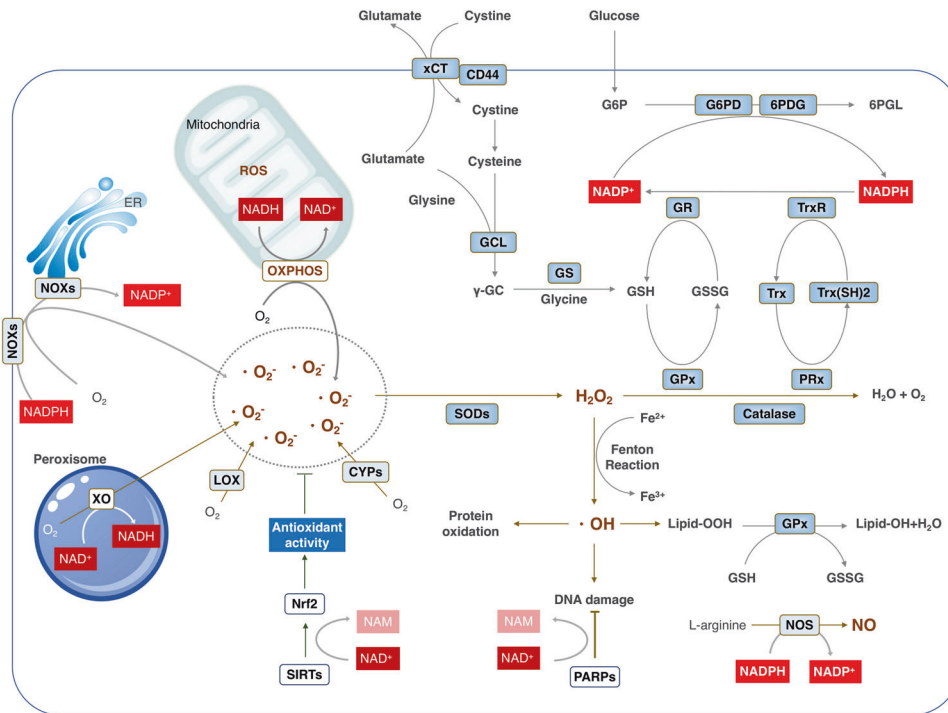 Glutamate
Cystine
Glucose
xCT
CD44
Cystine
G6P
G6PD
6PDG
6PGL
Mitochondria
Glutamate
Cysteine
ROS
NADP+
NADPH
Glysine
NADH
NAD+
GR
TrxR
ER
GCL
OXPHOS
GS
NOXs
NADP+
γ-GC
Glycine
GSH
GSSG
Trx
Trx(SH)2
O2
NOXs
· O2-
· O2-
GPx
PRx
NADPH
O2
· O2-
· O2-
SODs
H2O2
Catalase
H2O + O2
· O2-
· O2-
Fe2+
Peroxisome
LOX
CYPs
Fenton
Reaction
XO
O2
O2
O2
Fe3+
NADH
NAD+
Antioxidant
activity
Protein
oxidation
· OH
Lipid-OOH
GPx
Lipid-OH+H2O
GSH
GSSG
Nrf2
NAM
NAM
DNA damage
L-arginine
NOS
NO
SIRTs
NAD+
NAD+
PARPs
NADPH
NADP+